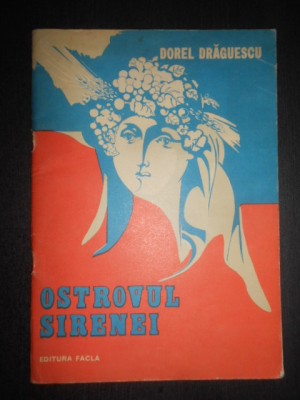 DOREL DRĂGUESCU
OSTROVUL
SIRENEI
EDITURA FACLA